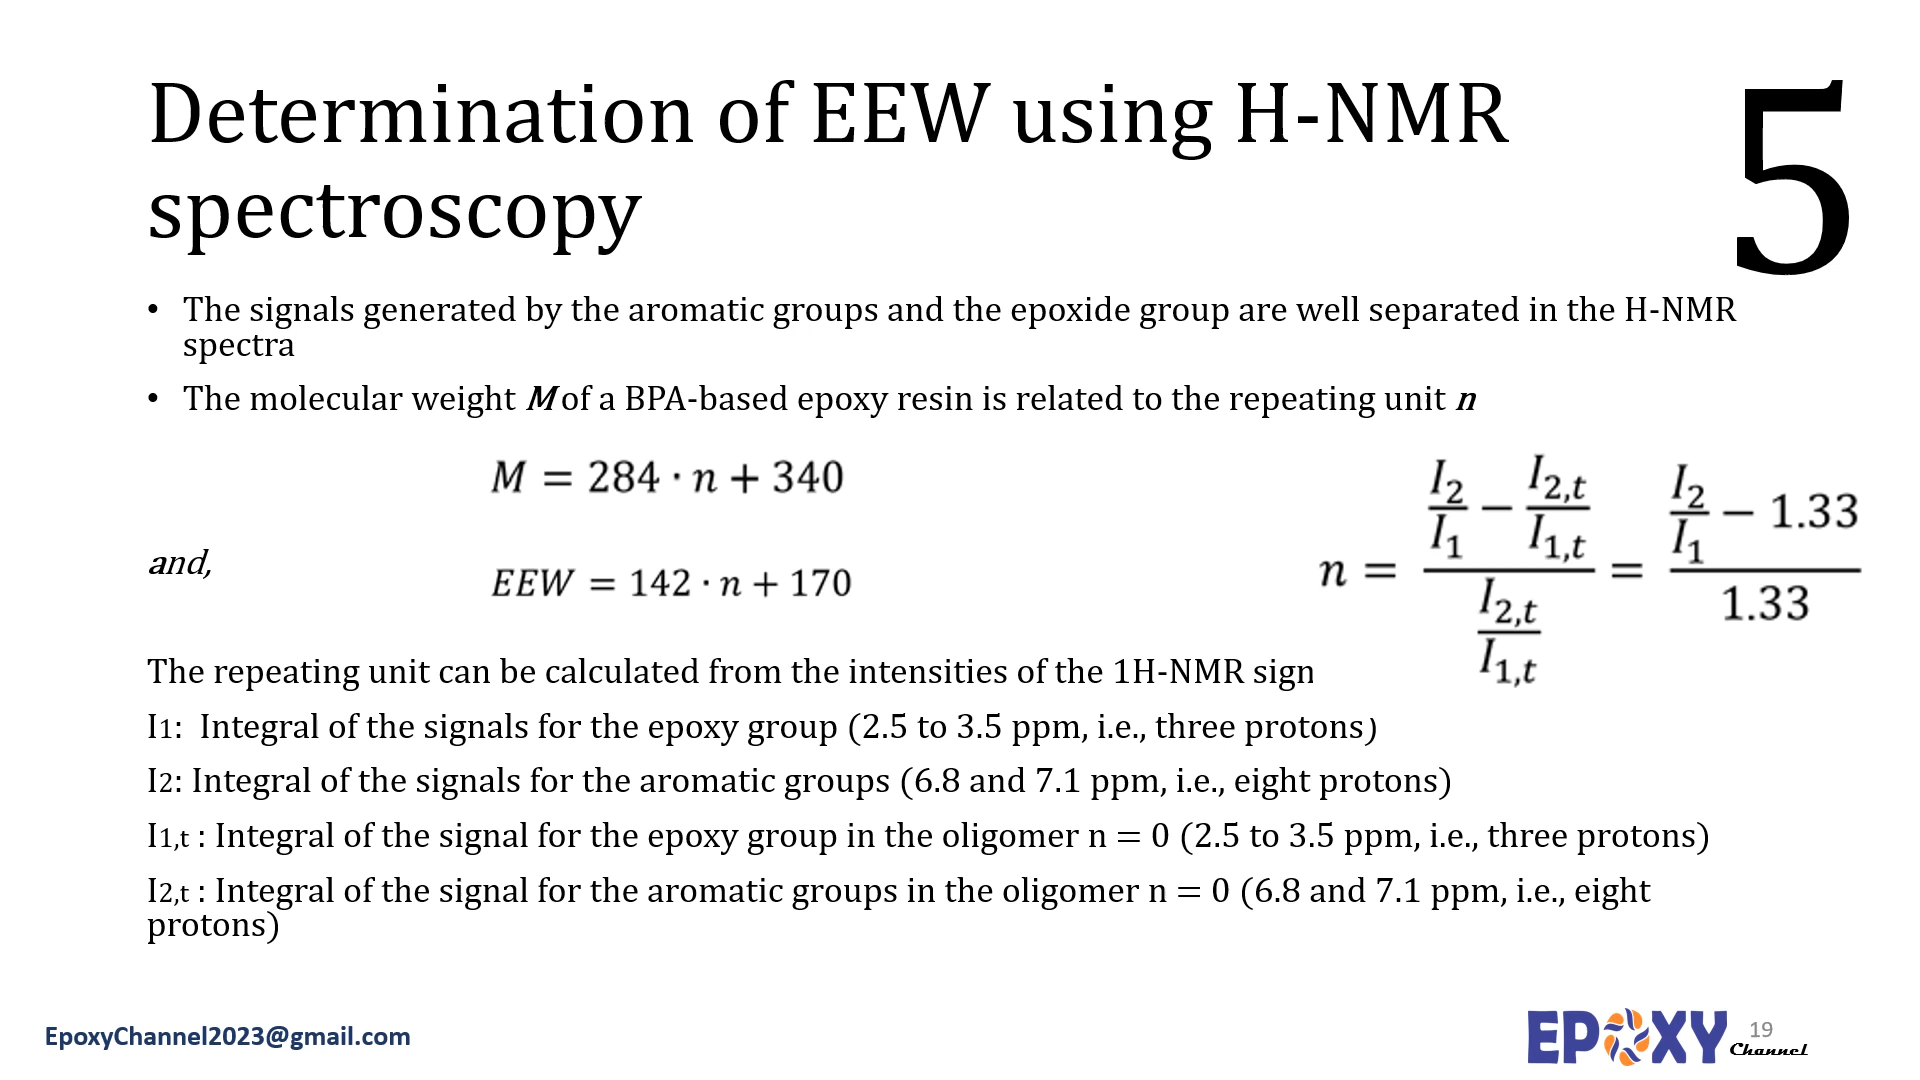 Determination of EEW using H-NMR
spectroscopy
5
• The signals generated by the aromatic groups and the epoxide group are well separated in the H-NMR
spectra
• The molecular weight M of a BPA-based epoxy resin is related to the repeating unit n
M = 284 · n + 340
and,
EEW = 142 · n + 170
n = (I₂/I₁ − I₂,ₜ/I₁,ₜ) / (I₂,ₜ/I₁,ₜ) = (I₂/I₁ − 1.33) / 1.33
The repeating unit can be calculated from the intensities of the 1H-NMR sign
I1: Integral of the signals for the epoxy group (2.5 to 3.5 ppm, i.e., three protons)
I2: Integral of the signals for the aromatic groups (6.8 and 7.1 ppm, i.e., eight protons)
I1,t : Integral of the signal for the epoxy group in the oligomer n = 0 (2.5 to 3.5 ppm, i.e., three protons)
I2,t : Integral of the signal for the aromatic groups in the oligomer n = 0 (6.8 and 7.1 ppm, i.e., eight
protons)
EpoxyChannel2023@gmail.com
EPOXY
Channel
19